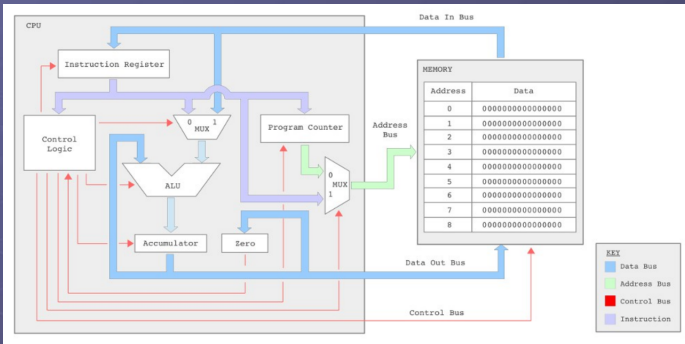 CPU
Data In Bus
Instruction Register
MEMORY
Address Data
0 0000000000000000
1 0000000000000000
2 0000000000000000
3 0000000000000000
4 0000000000000000
5 0000000000000000
6 0000000000000000
7 0000000000000000
8 0000000000000000
Control
Logic
0 1
MUX
Program Counter
Address
Bus
0
MUX
1
ALU
Accumulator
Zero
Data Out Bus
Control Bus
KEY
Data Bus
Address Bus
Control Bus
Instruction